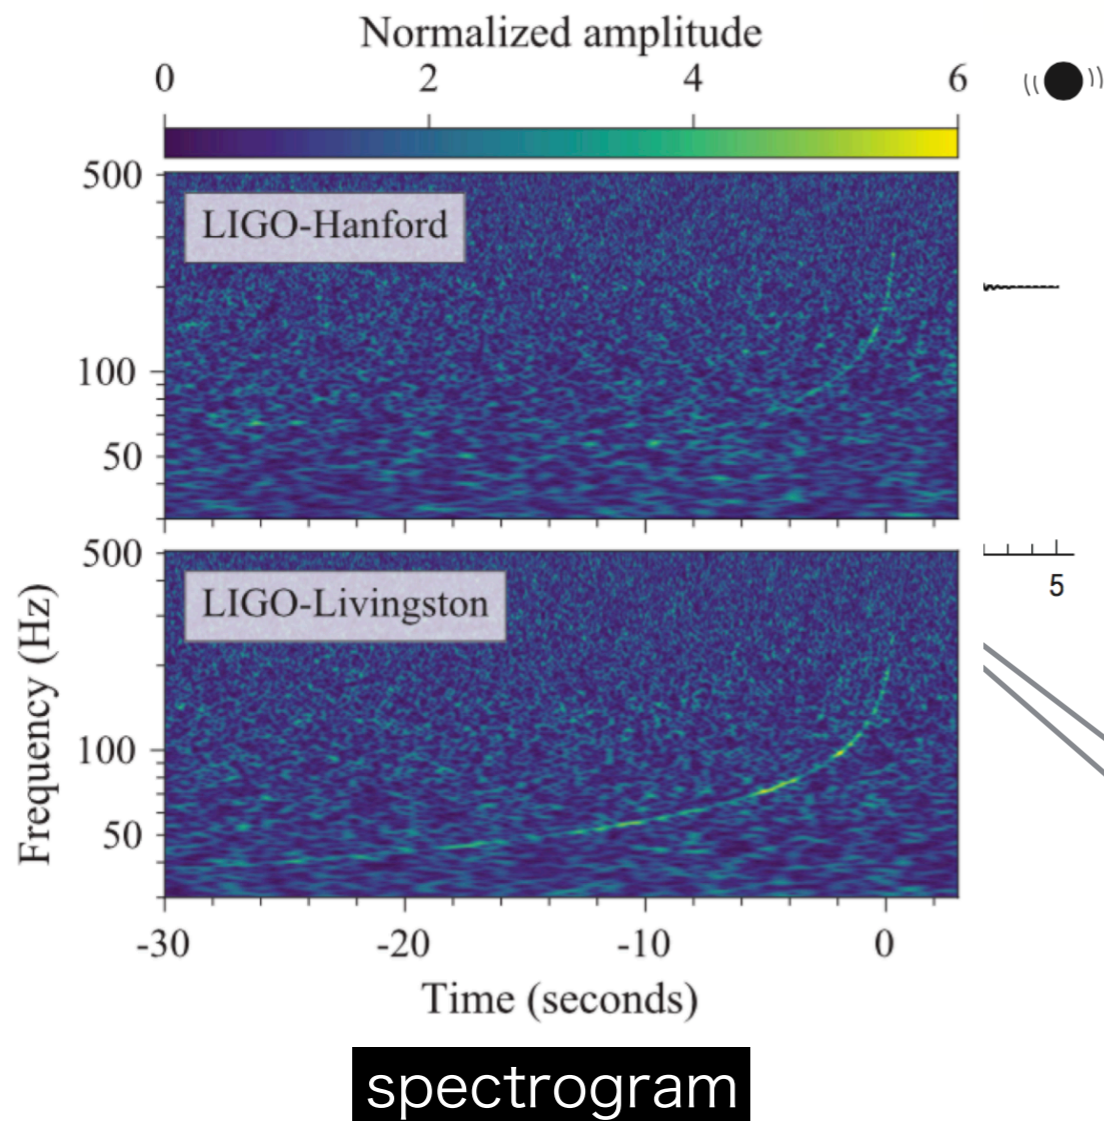 Normalized amplitude
0 2 4 6
500
LIGO-Hanford
100
50
500
LIGO-Livingston
5
100
50
Frequency (Hz)
-30 -20 -10 0
Time (seconds)
spectrogram